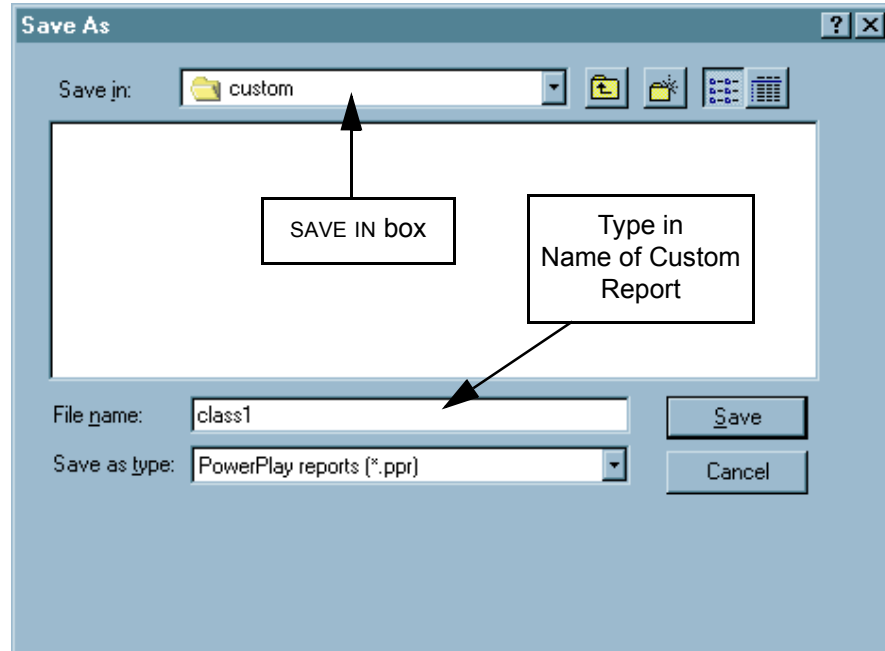 Save As
Save in:
custom
SAVE IN box
Type in
Name of Custom
Report
File name:
class1
Save
Save as type:
PowerPlay reports (*.ppr)
Cancel